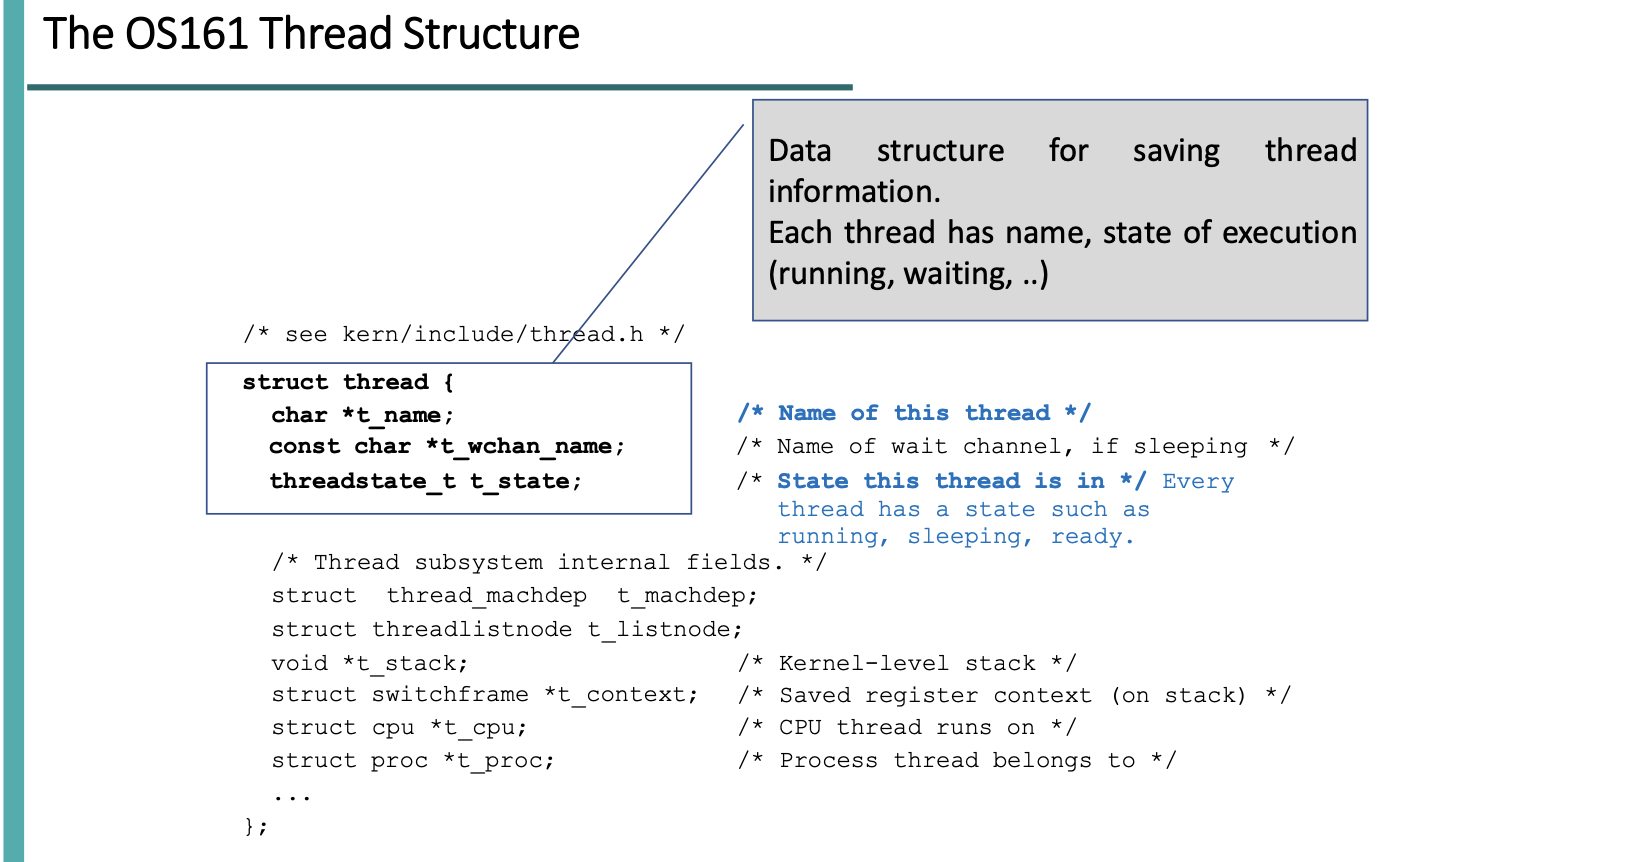 The OS161 Thread Structure
Data structure for saving thread
information.
Each thread has name, state of execution
(running, waiting, ..)
/* see kern/include/thread.h */
struct thread {
char *t_name; /* Name of this thread */
const char *t_wchan_name; /* Name of wait channel, if sleeping */
threadstate_t t_state; /* State this thread is in */ Every
thread has a state such as
running, sleeping, ready.
/* Thread subsystem internal fields. */
struct thread_machdep t_machdep;
struct threadlistnode t_listnode;
void *t_stack; /* Kernel-level stack */
struct switchframe *t_context; /* Saved register context (on stack) */
struct cpu *t_cpu; /* CPU thread runs on */
struct proc *t_proc; /* Process thread belongs to */
...
};